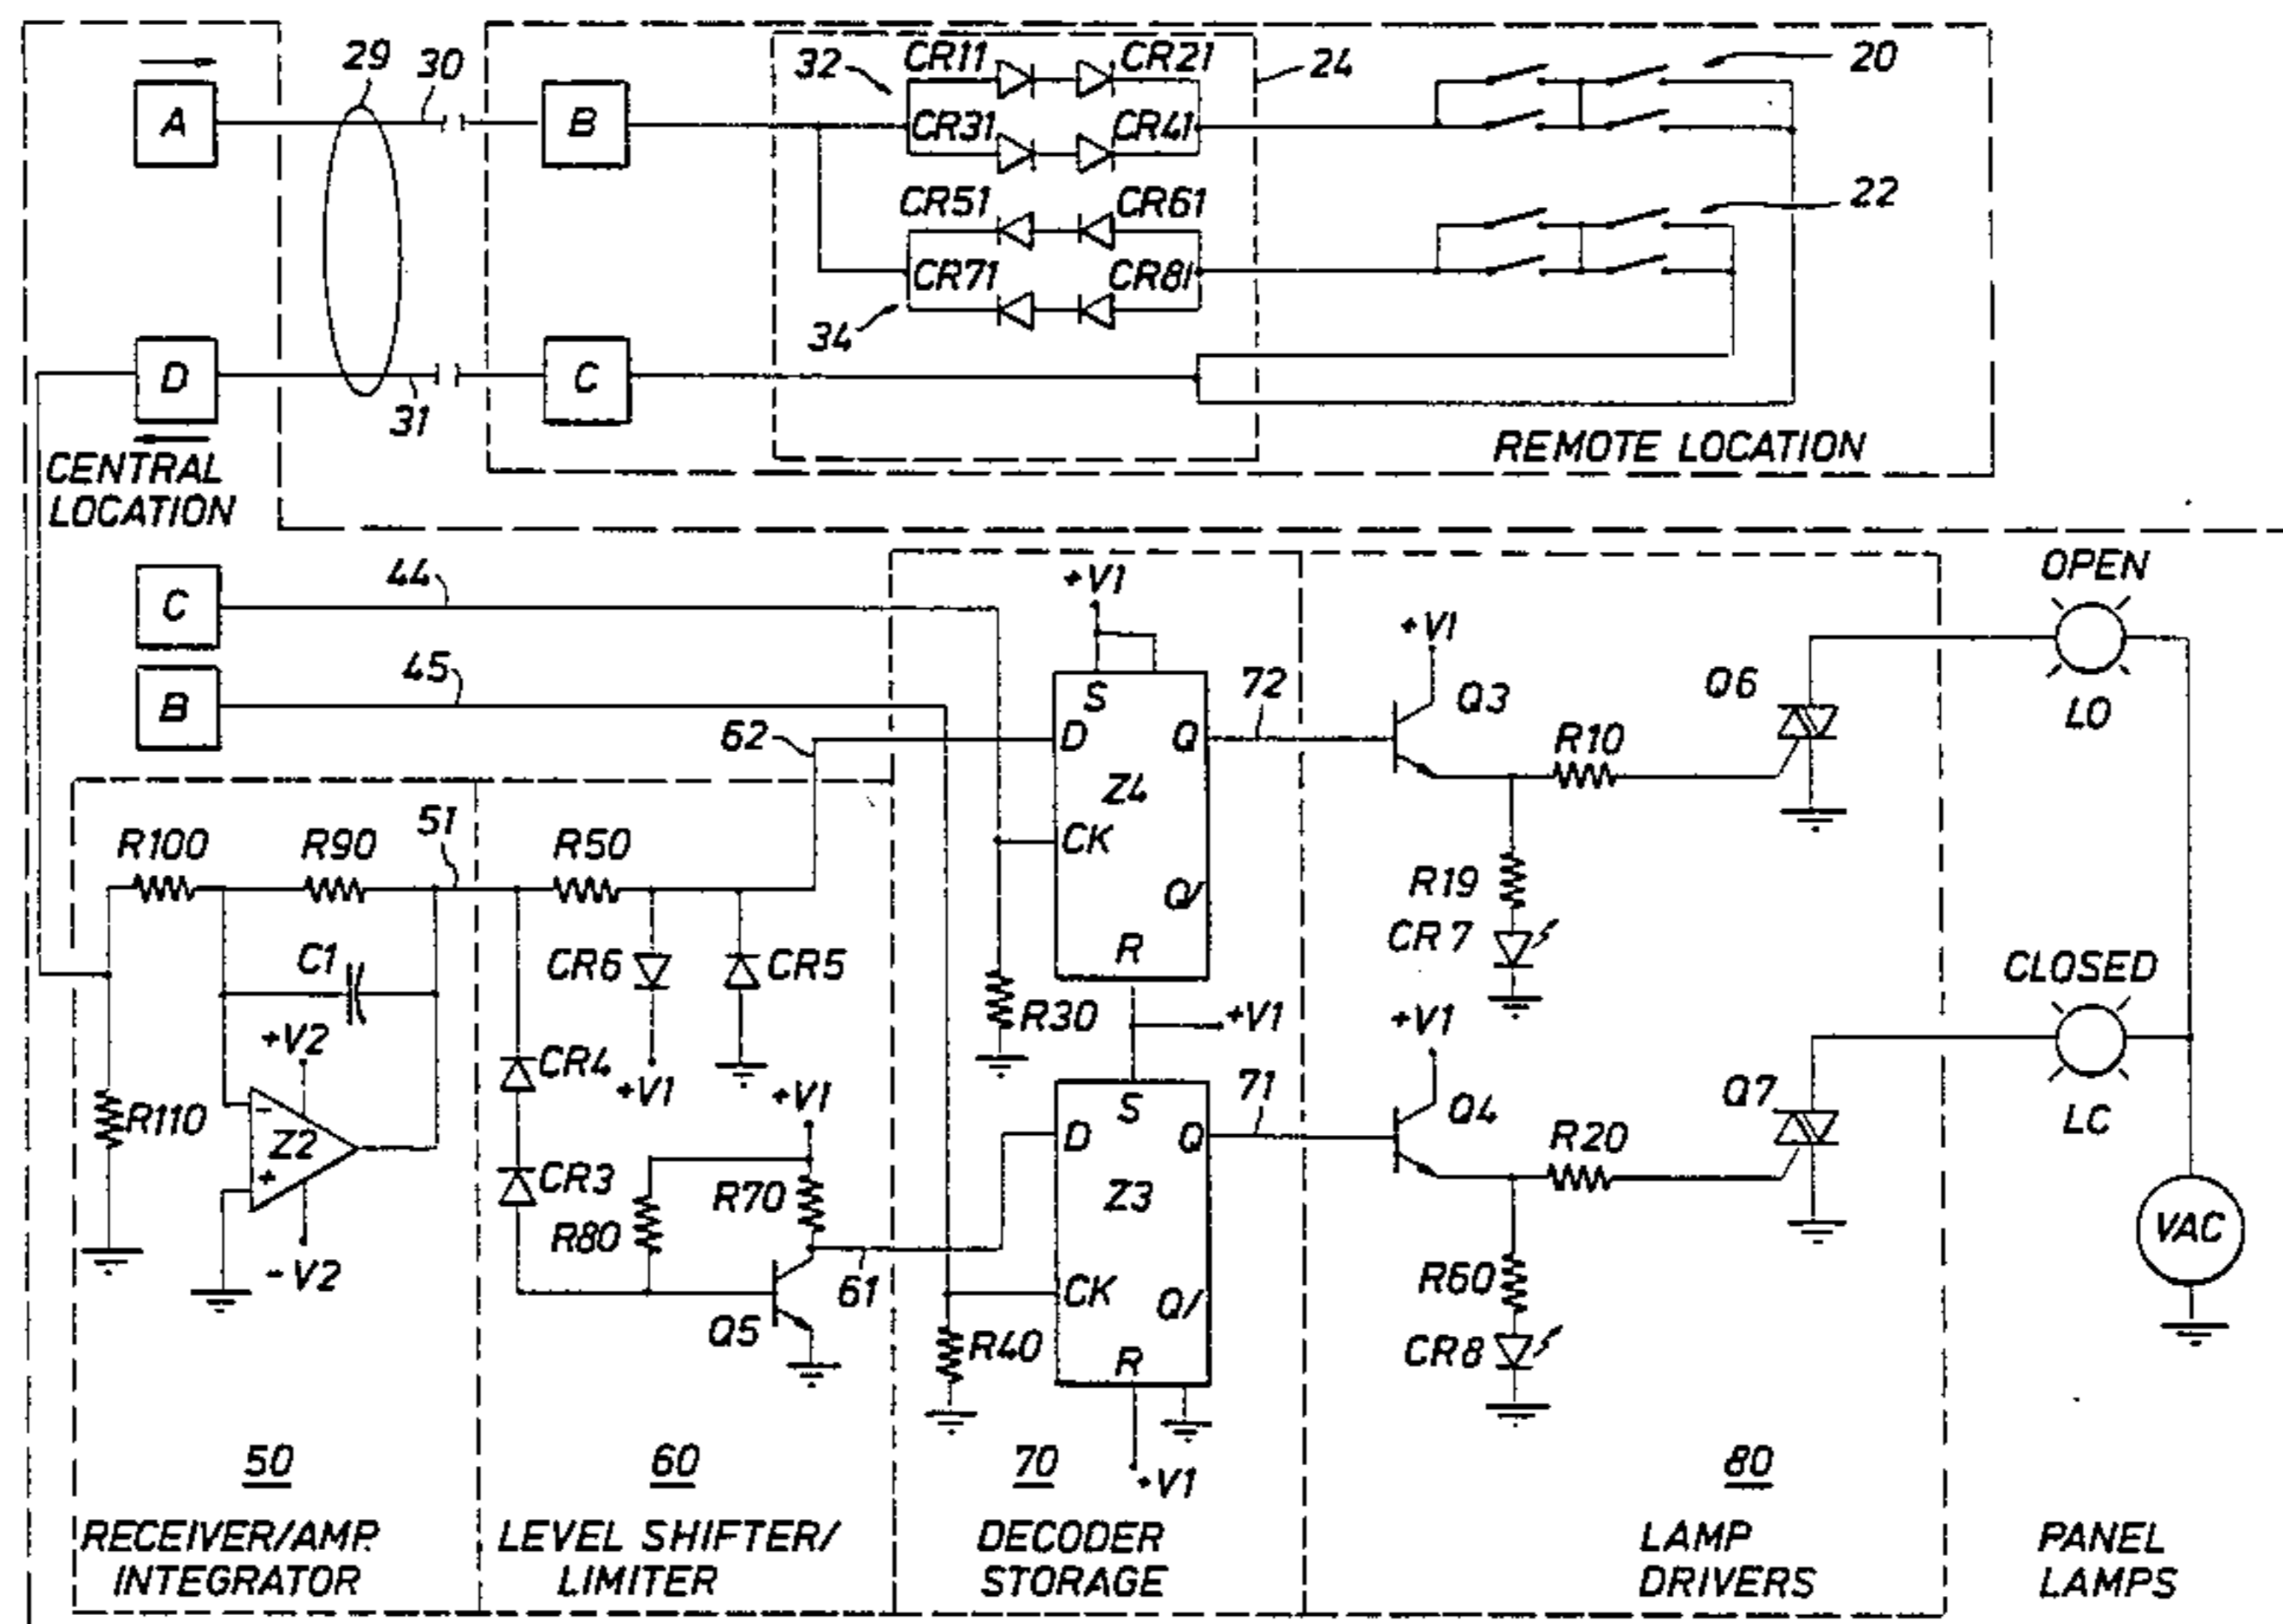 A
29
30
B
32
CR11
CR21
CR31
CR41
24
20
CR51
CR61
22
CR71
CR81
34
D
31
C
CENTRAL
LOCATION
REMOTE LOCATION
C
44
+V1
OPEN
B
45
+V1
S
72
Q3
Q6
LO
62
D
Q
R10
Z4
R100
R90
51
R50
CK
R19
Q/
CR7
C1
CR6
CR5
R
CLOSED
R30
+V1
+V1
+V2
CR4
+V1
+V1
71
R110
Z2
-
+
S
D
Q
Q4
Q7
LC
R20
CR3
R70
Z3
R80
VAC
-V2
61
CK
Q/
R60
Q5
R40
R
CR8
50
60
70
+V1
80
RECEIVER/AMP.
INTEGRATOR
LEVEL SHIFTER/
LIMITER
DECODER
STORAGE
LAMP
DRIVERS
PANEL
LAMPS